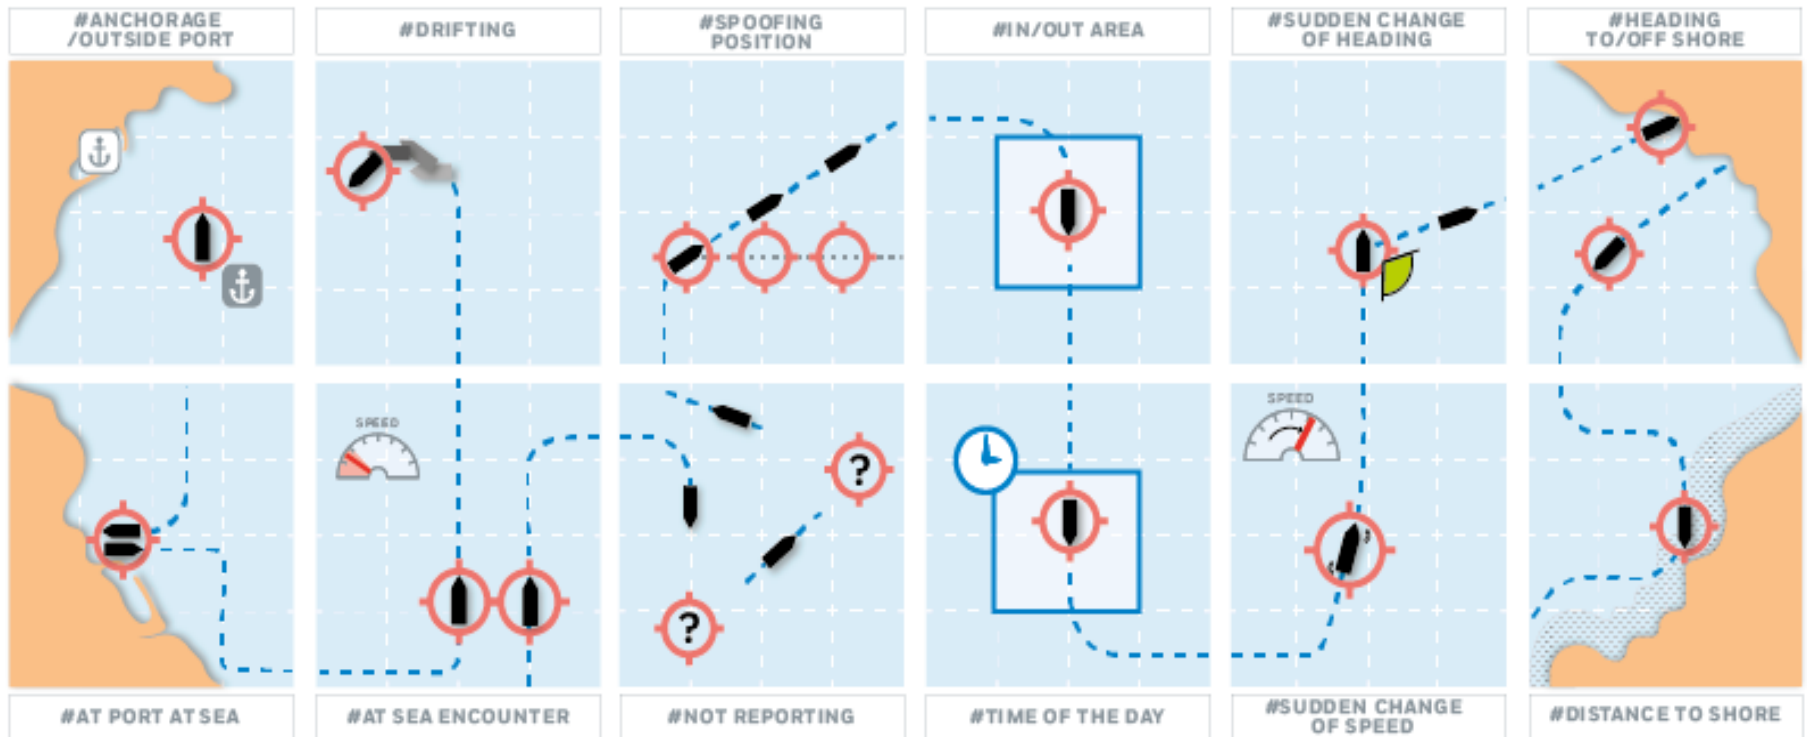 #ANCHORAGE
/OUTSIDE PORT
#DRIFTING
#SPOOFING
POSITION
#IN/OUT AREA
#SUDDEN CHANGE
OF HEADING
#HEADING
TO/OFF SHORE
SPEED
?
?
SPEED
#AT PORT AT SEA
#AT SEA ENCOUNTER
#NOT REPORTING
#TIME OF THE DAY
#SUDDEN CHANGE
OF SPEED
#DISTANCE TO SHORE